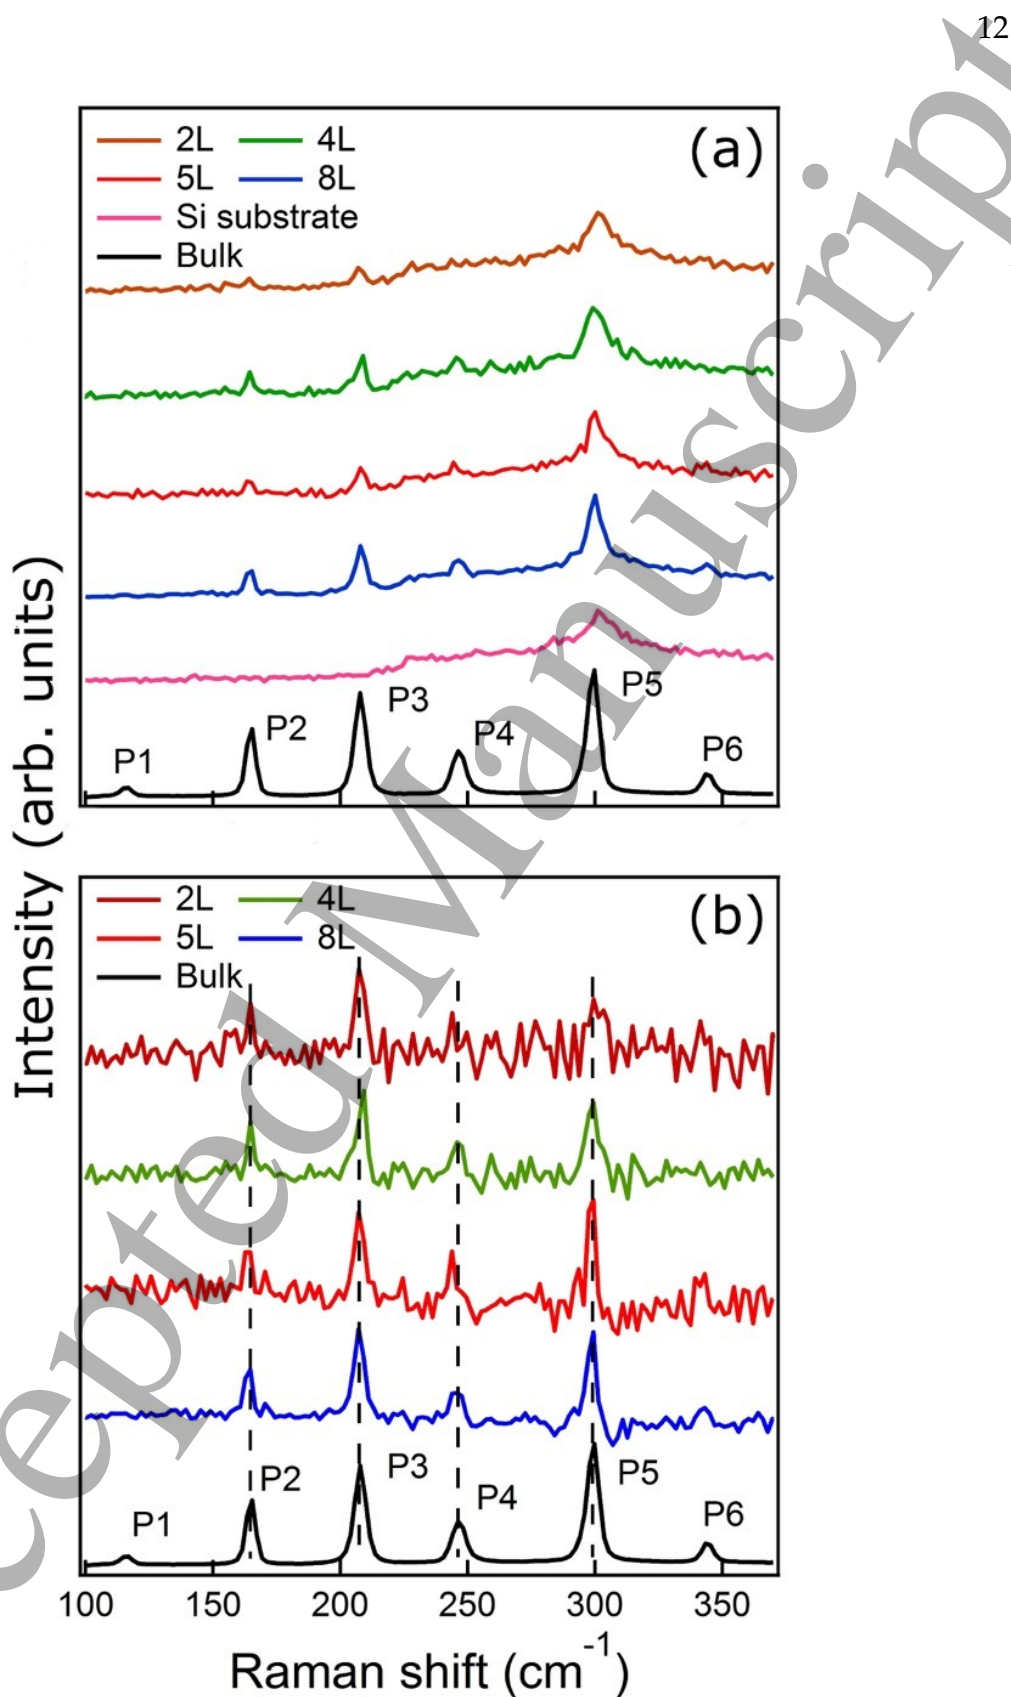 12
2L 4L (a)
5L 8L
Si substrate
Bulk
P1 P2 P3 P4 P5 P6
Intensity (arb. units)
2L 4L (b)
5L 8L
Bulk
P1 P2 P3 P4 P5 P6
100 150 200 250 300 350
Raman shift (cm⁻¹)
cepted Manuscript